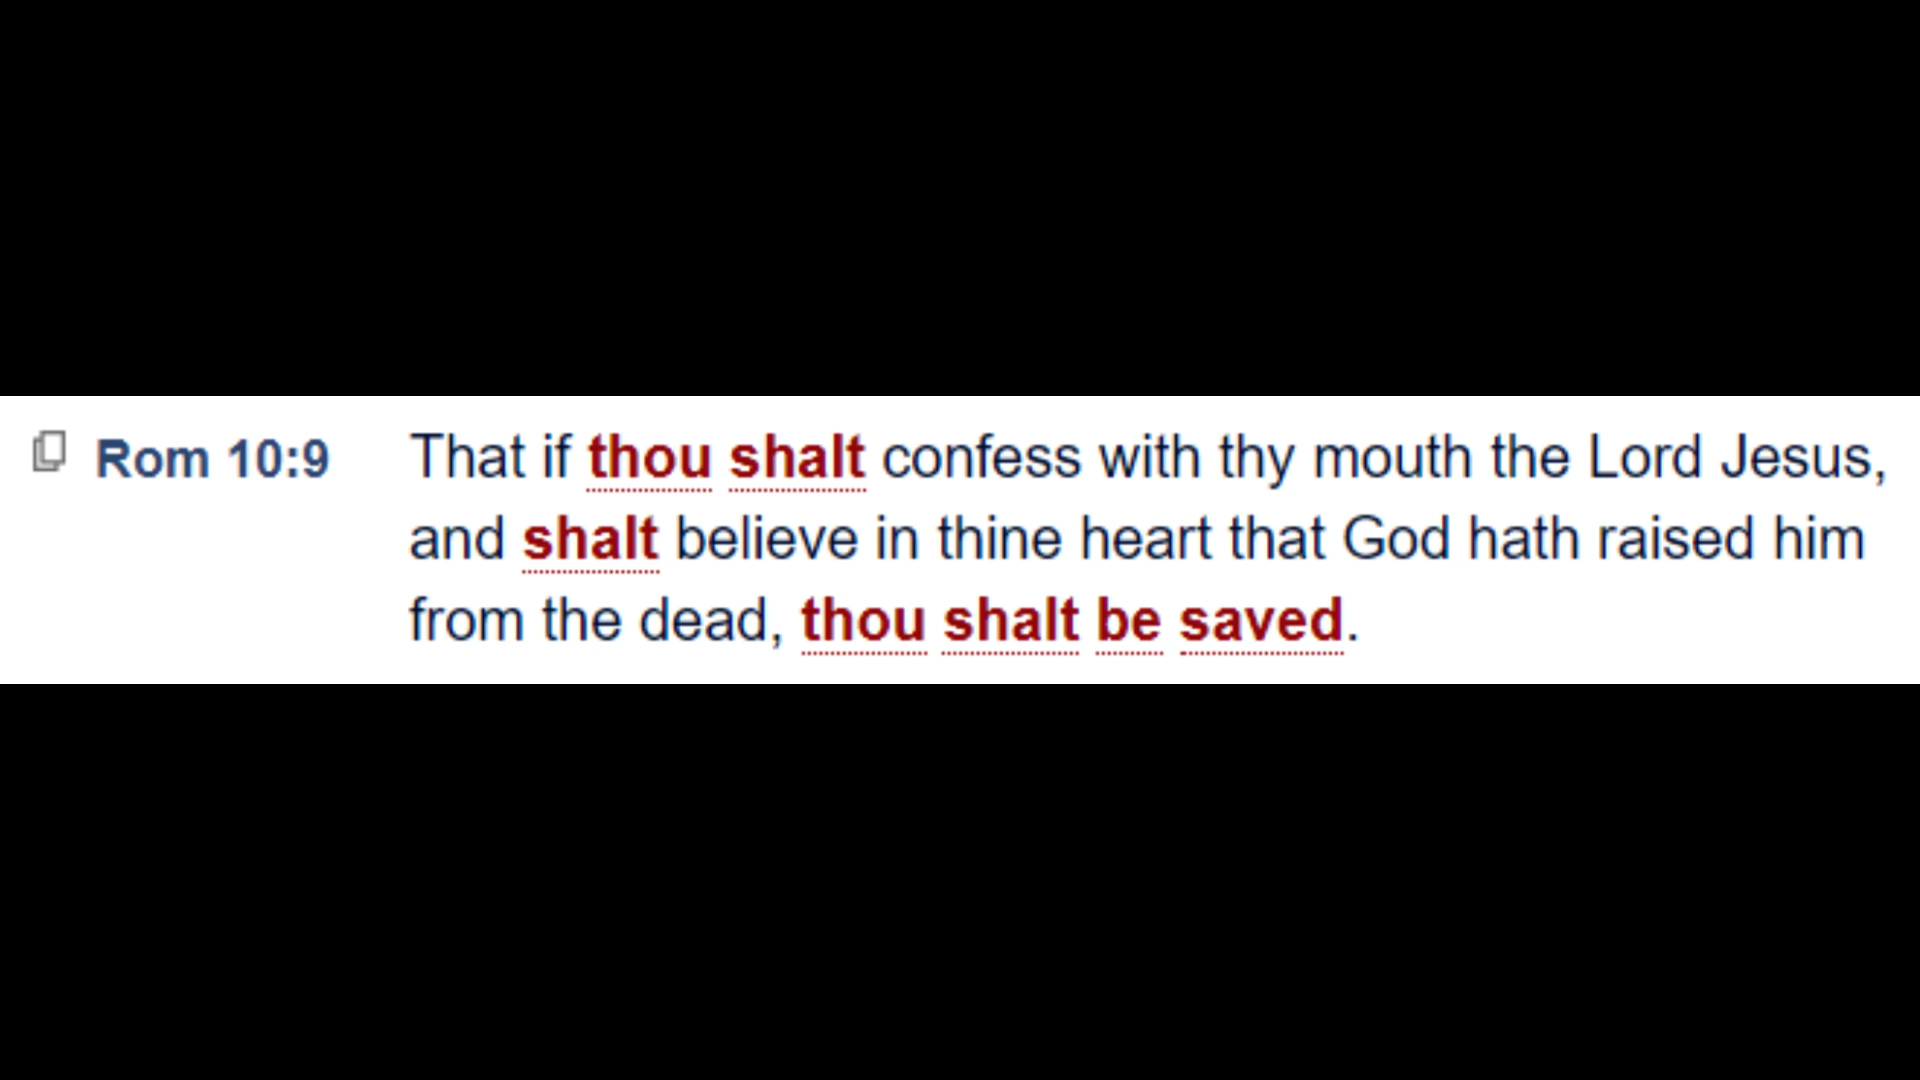 Rom 10:9 That if thou shalt confess with thy mouth the Lord Jesus,
and shalt believe in thine heart that God hath raised him
from the dead, thou shalt be saved.